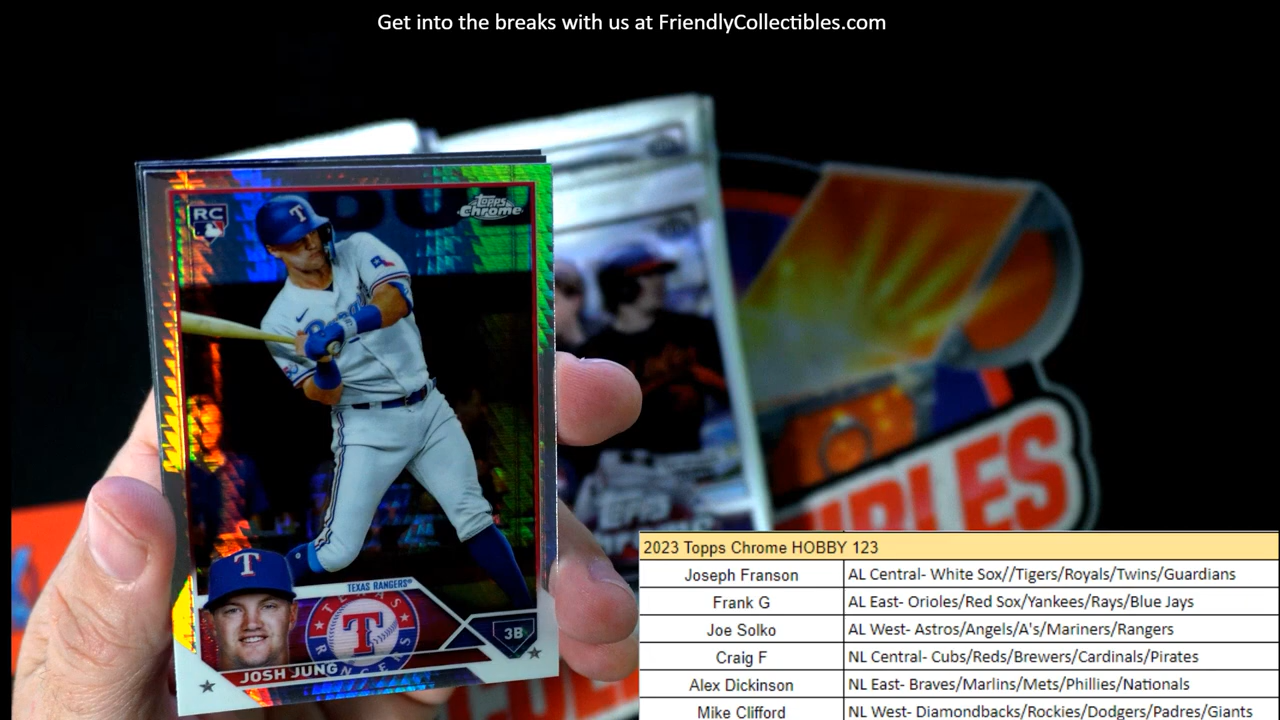 Get into the breaks with us at FriendlyCollectibles.com
RC
Topps
Chrome
T
TEXAS RANGERS®
TEXAS
T
RANGERS
3B
JOSH JUNG
Topps
BLES
2023 Topps Chrome HOBBY 123
Joseph Franson AL Central- White Sox//Tigers/Royals/Twins/Guardians
Frank G AL East- Orioles/Red Sox/Yankees/Rays/Blue Jays
Joe Solko AL West- Astros/Angels/A's/Mariners/Rangers
Craig F NL Central- Cubs/Reds/Brewers/Cardinals/Pirates
Alex Dickinson NL East- Braves/Marlins/Mets/Phillies/Nationals
Mike Clifford NL West- Diamondbacks/Rockies/Dodgers/Padres/Giants